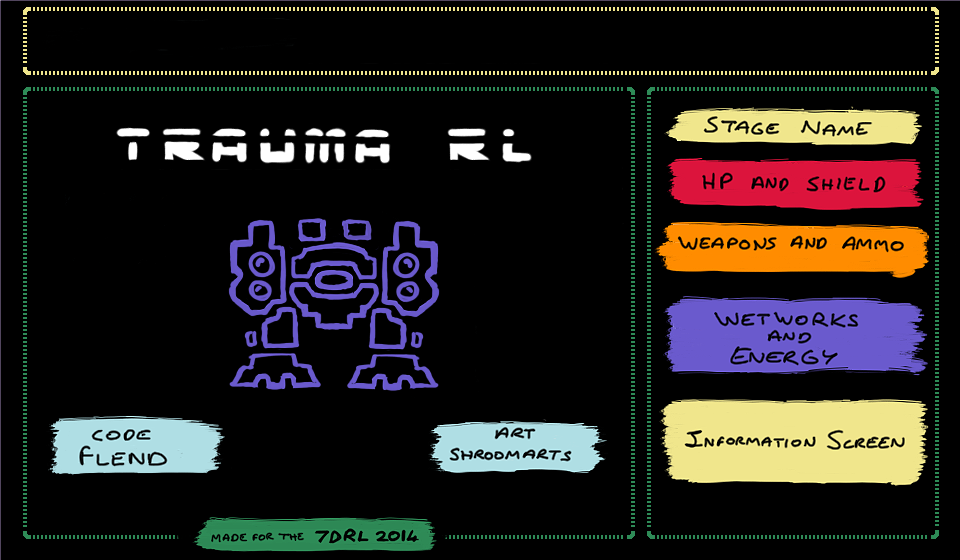 TRAUMA RL
CODE
FLEND
ART
SHROOMARTS
MADE FOR THE 7DRL 2014
STAGE NAME
HP AND SHIELD
WEAPONS AND AMMO
WETWORKS
AND
ENERGY
INFORMATION SCREEN